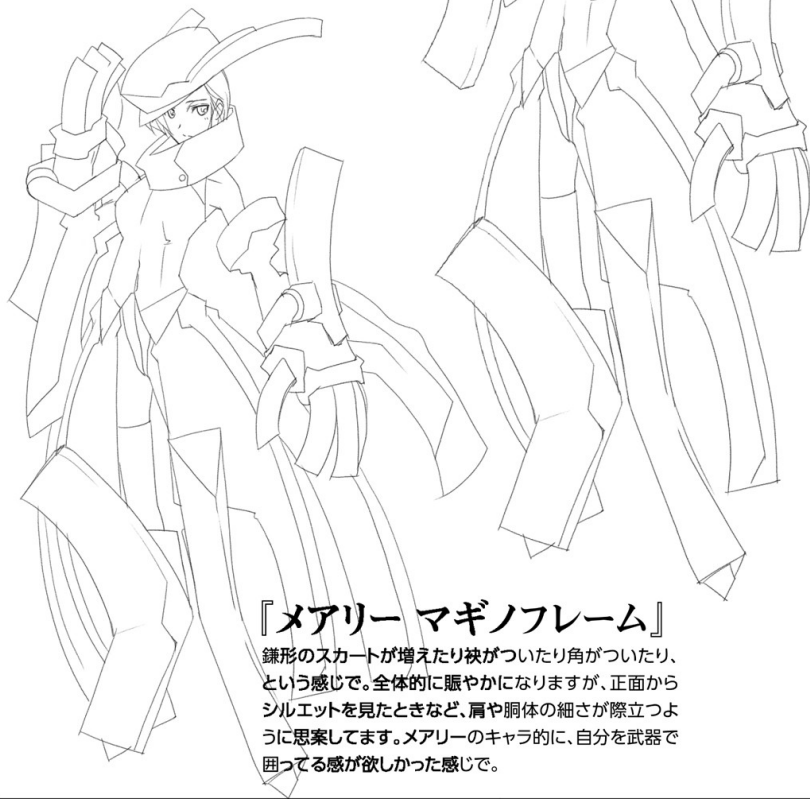 『メアリー マギノフレーム』
鎌形のスカートが増えたり袂がついたり角がついたり、
という感じで。全体的に賑やかになりますが、正面から
シルエットを見たときなど、肩や胴体の細さが際立つよ
うに思案してます。メアリーのキャラ的に、自分を武器で
囲ってる感が欲しかった感じで。